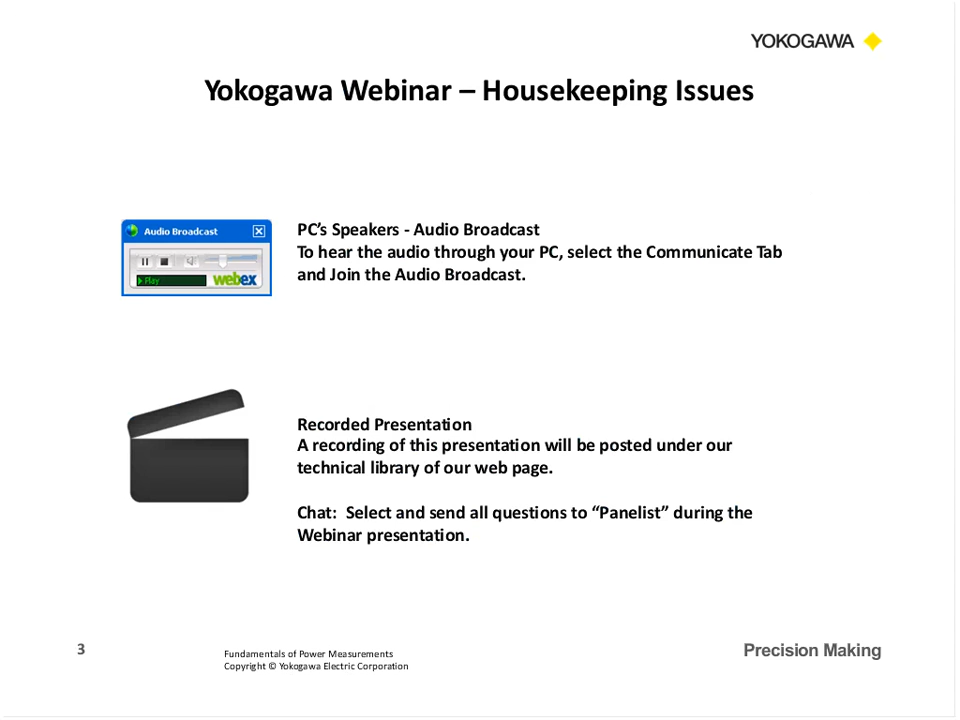 YOKOGAWA
Yokogawa Webinar – Housekeeping Issues
Audio Broadcast
Play
webex
PC’s Speakers - Audio Broadcast
To hear the audio through your PC, select the Communicate Tab
and Join the Audio Broadcast.
Recorded Presentation
A recording of this presentation will be posted under our
technical library of our web page.
Chat:  Select and send all questions to “Panelist” during the
Webinar presentation.
3
Fundamentals of Power Measurements
Copyright © Yokogawa Electric Corporation
Precision Making